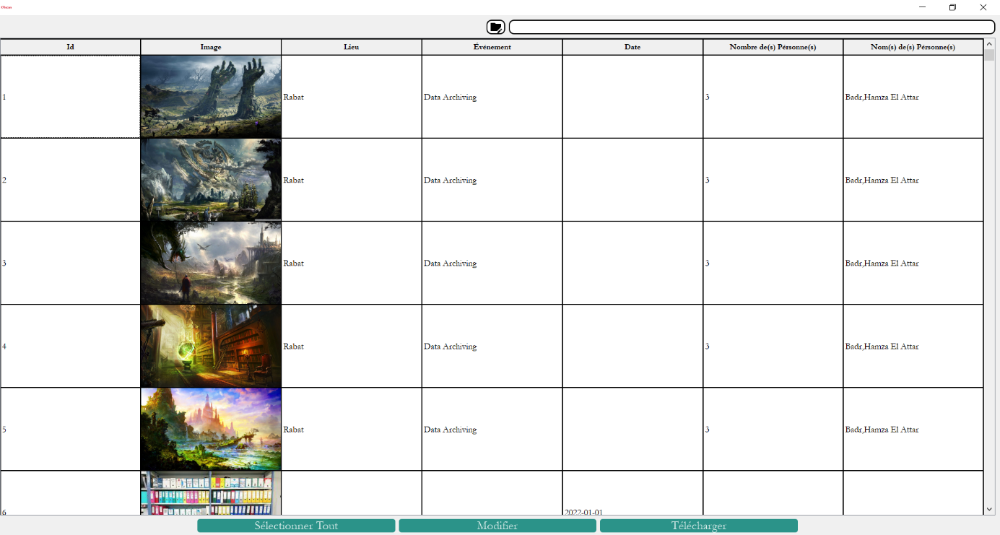 Id Image Lieu Événement Date Nombre de(s) Pérsonne(s) Nom(s) de(s) Pérsonne(s)
1 Rabat Data Archiving 3 Badr,Hamza El Attar
2 Rabat Data Archiving 3 Badr,Hamza El Attar
3 Rabat Data Archiving 3 Badr,Hamza El Attar
4 Rabat Data Archiving 3 Badr,Hamza El Attar
5 Rabat Data Archiving 3 Badr,Hamza El Attar
6 2022-01-01
Sélectionner Tout Modifier Télécharger